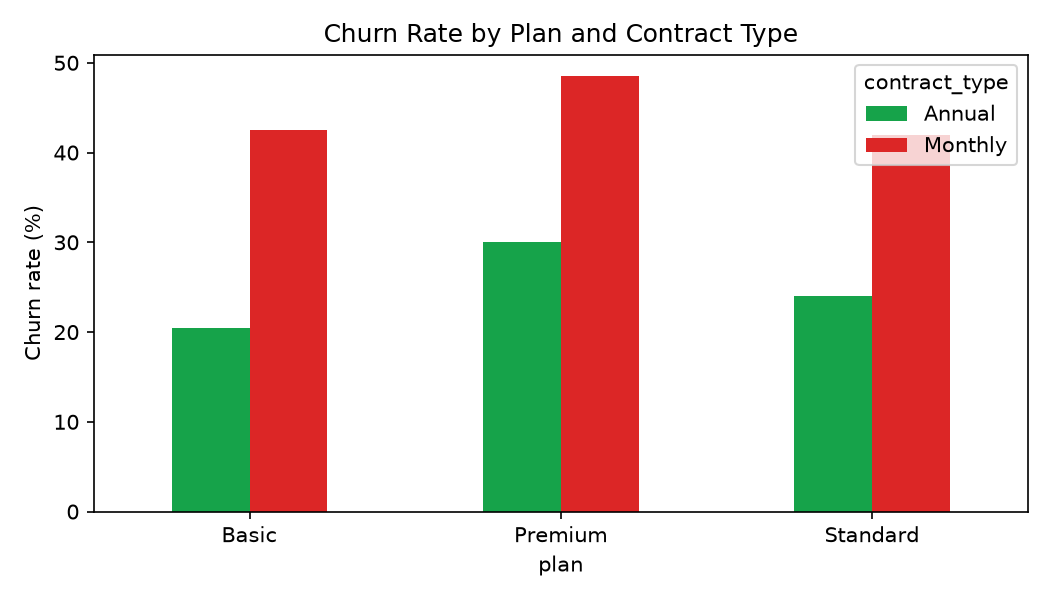 Churn Rate by Plan and Contract Type
contract_type
Annual
Monthly
Churn rate (%)
50
40
30
20
10
0
Basic
Premium
Standard
plan